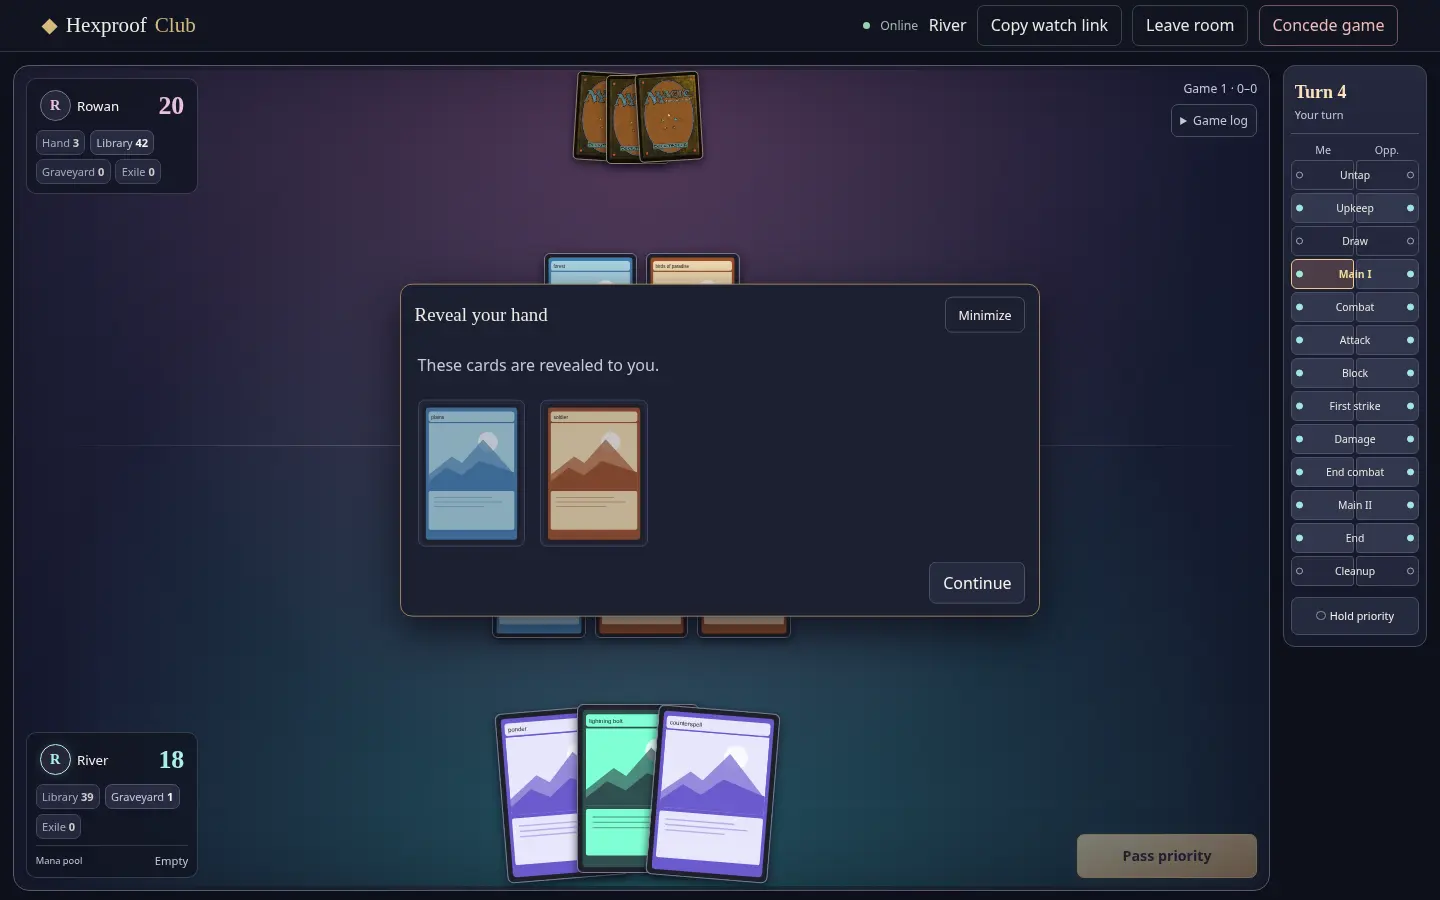 Hexproof Club
Online River
Copy watch link
Leave room
Concede game
R Rowan 20
Hand 3 Library 42
Graveyard 0 Exile 0
Game 1 · 0–0
Game log
forest
birds of paradise
Reveal your hand
Minimize
These cards are revealed to you.
plains
soldier
Continue
ponder
lightning bolt
counterspell
R River 18
Library 39 Graveyard 1
Exile 0
Mana pool Empty
Pass priority
Turn 4
Your turn
Me Opp.
Untap
Upkeep
Draw
Main I
Combat
Attack
Block
First strike
Damage
End combat
Main II
End
Cleanup
Hold priority